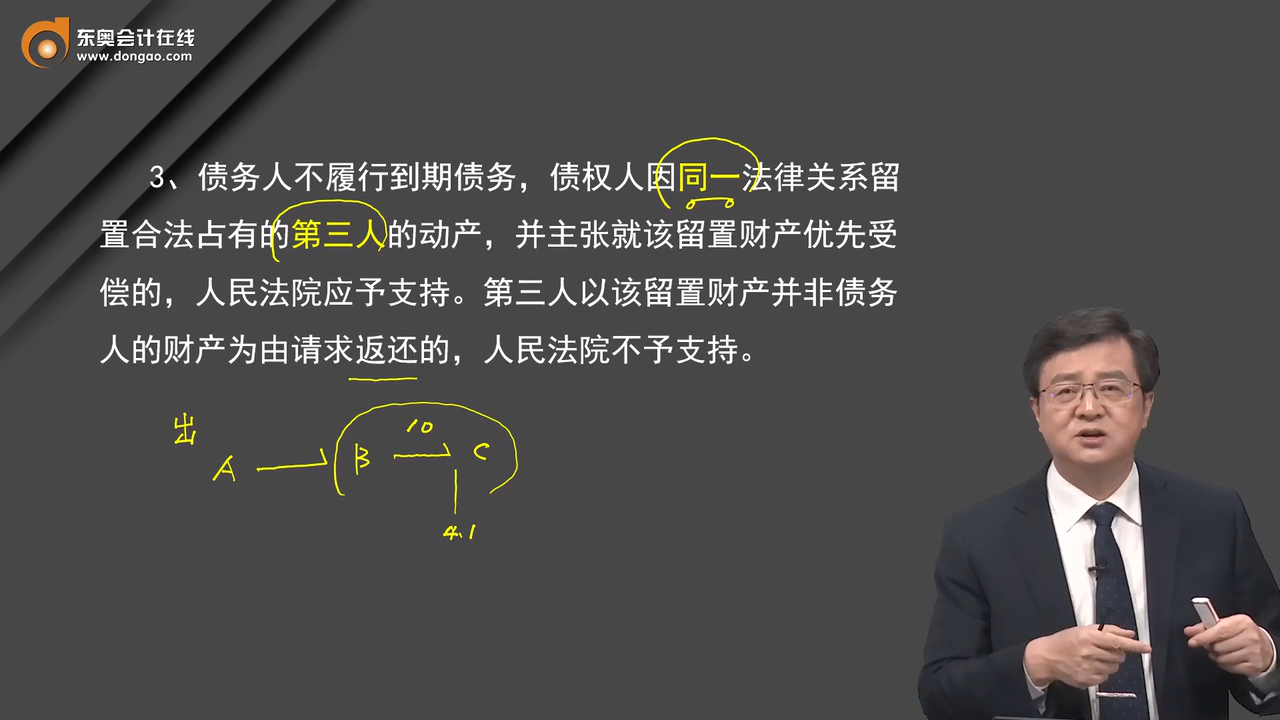 东奥会计在线
www.dongao.com
3、债务人不履行到期债务，债权人因同一法律关系留
置合法占有的第三人的动产，并主张就该留置财产优先受
偿的，人民法院应予支持。第三人以该留置财产并非债务
人的财产为由请求返还的，人民法院不予支持。
出
A B 10 C
4.1